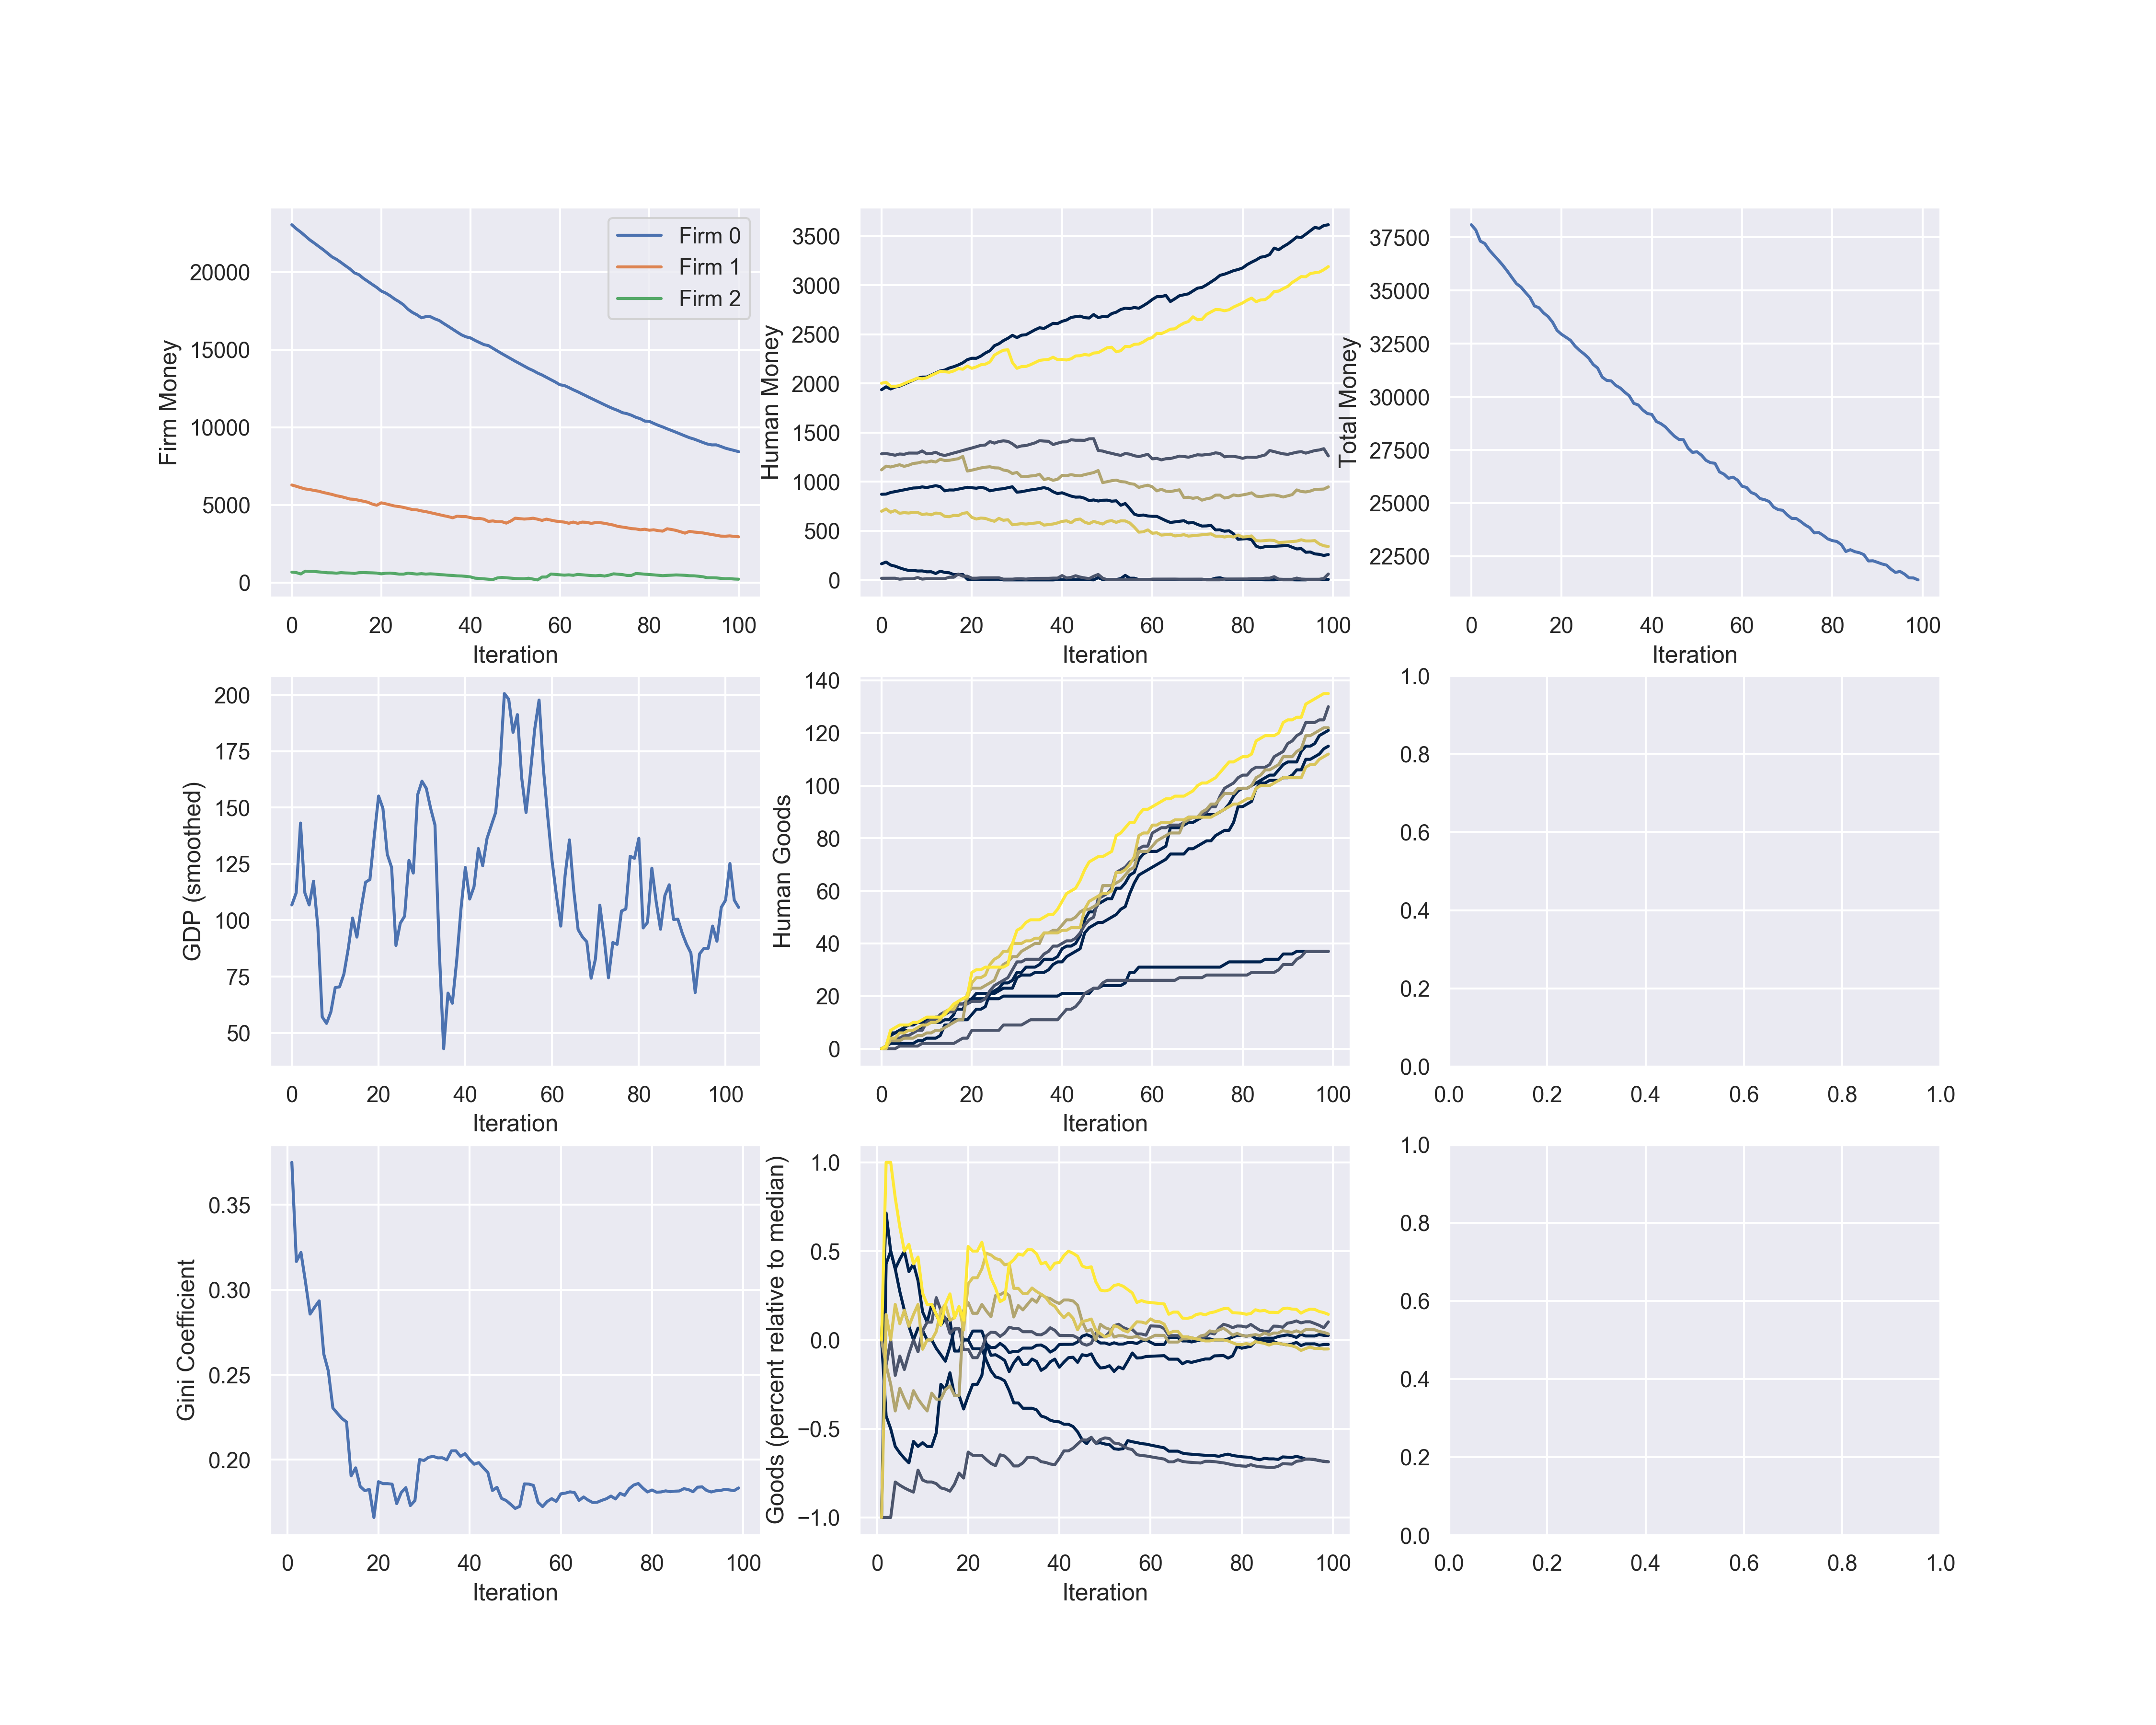 Firm Money
20000
15000
10000
5000
0
0 20 40 60 80 100
Iteration
Firm 0
Firm 1
Firm 2
Human Money
3500
3000
2500
2000
1500
1000
500
0
0 20 40 60 80 100
Iteration
Total Money
37500
35000
32500
30000
27500
25000
22500
0 20 40 60 80 100
Iteration
GDP (smoothed)
200
175
150
125
100
75
50
0 20 40 60 80 100
Iteration
Human Goods
140
120
100
80
60
40
20
0
0 20 40 60 80 100
Iteration
1.0
0.8
0.6
0.4
0.2
0.0
0.0 0.2 0.4 0.6 0.8 1.0
Gini Coefficient
0.35
0.30
0.25
0.20
0 20 40 60 80 100
Iteration
Goods (percent relative to median)
1.0
0.5
0.0
−0.5
−1.0
0 20 40 60 80 100
Iteration
1.0
0.8
0.6
0.4
0.2
0.0
0.0 0.2 0.4 0.6 0.8 1.0